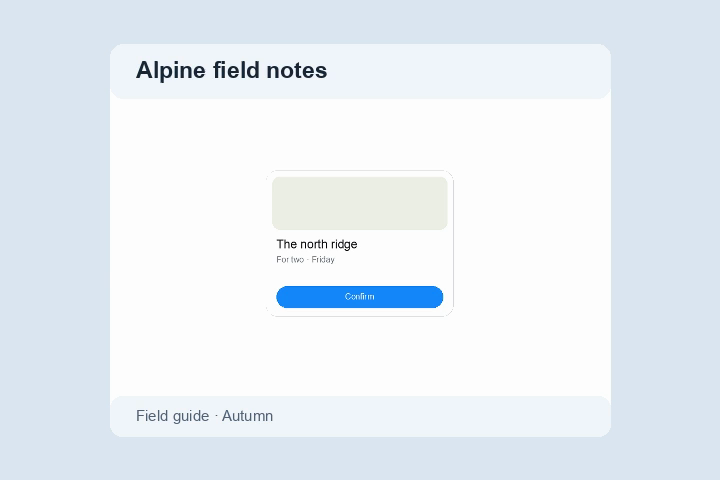 Alpine field notes
The north ridge
For two · Friday
Confirm
Field guide · Autumn